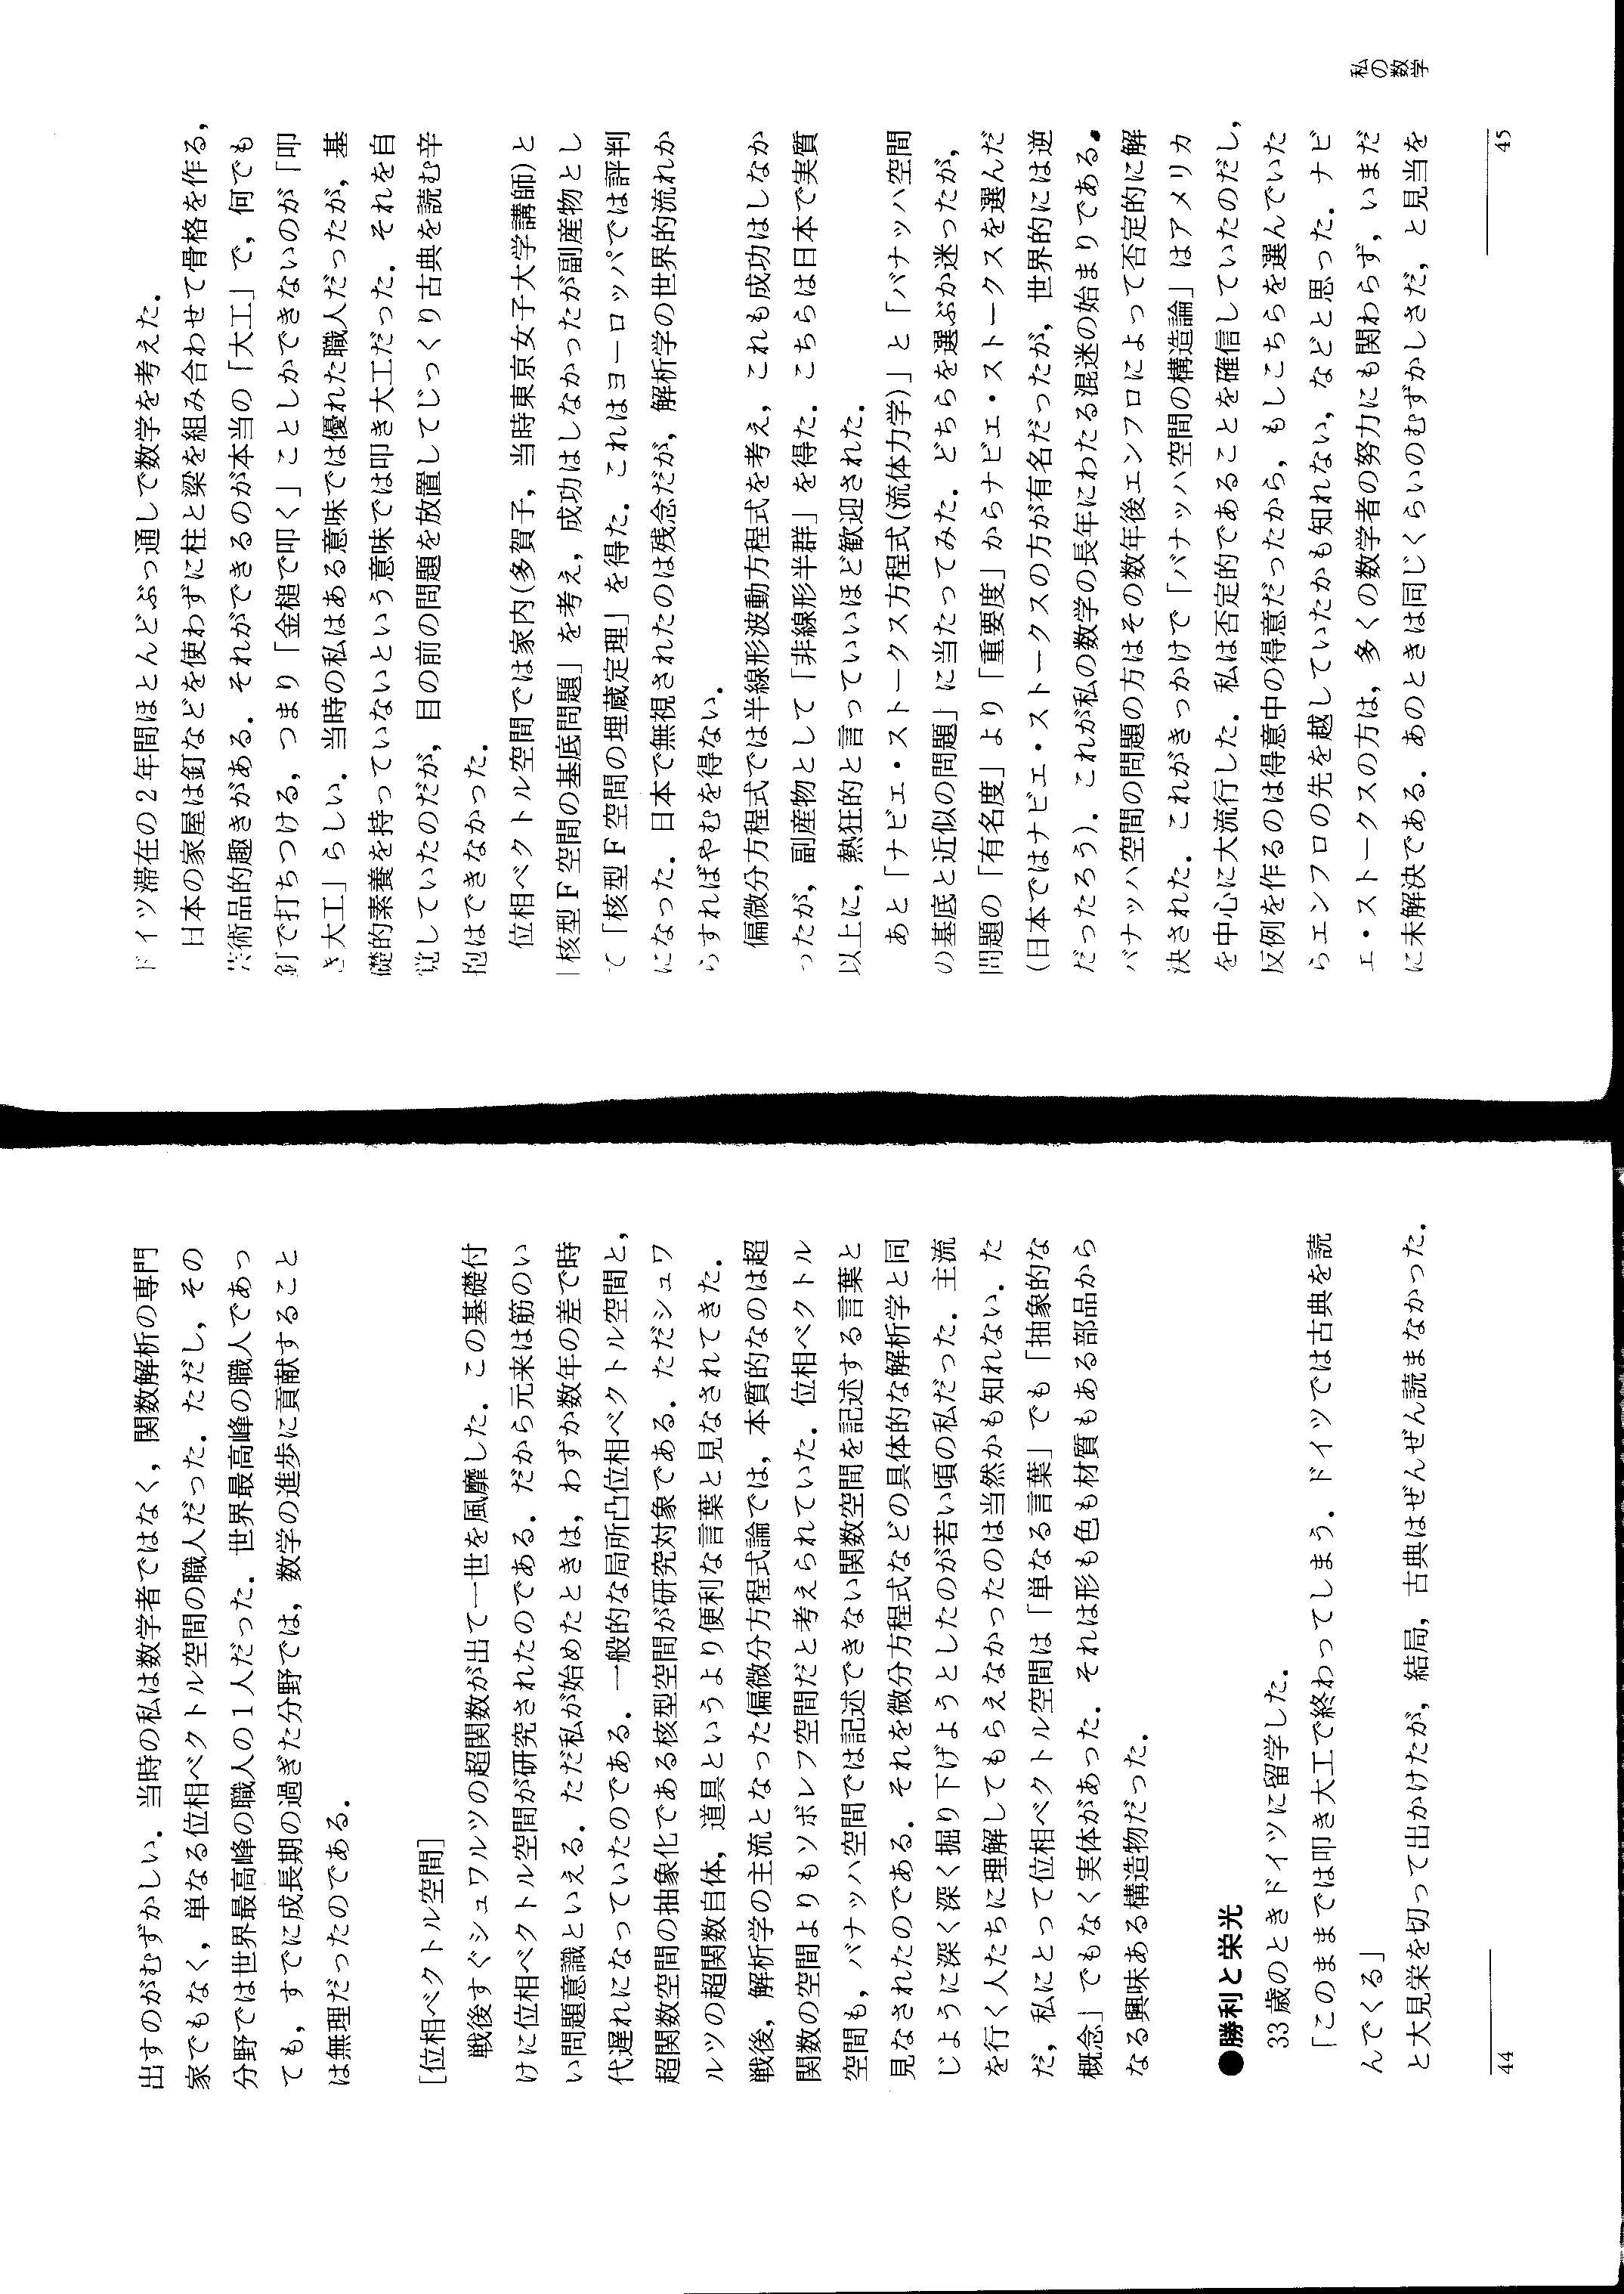 出すのがむずかしい．当時の私は数学者ではなく，関数解析の専門
家でもなく，単なる位相ベクトル空間の職人だった．ただし，その
分野では世界最高峰の職人の1人だった．世界最高峰の職人であっ
ても，すでに成長期の過ぎた分野では，数学の進歩に貢献すること
は無理だったのである．
[位相ベクトル空間]
戦後すぐシュワルツの超関数が出て一世を風靡した．この基礎付
けに位相ベクトル空間が研究されたのである．だから元来は筋のい
い問題意識といえる．ただ私が始めたときは，わずか数年の差で時
代遅れになっていたのである．一般的な局所凸位相ベクトル空間と，
超関数空間の抽象化である核型空間が研究対象である．ただシュワ
ルツの超関数自体，道具というより便利な言葉と見なされてきた．
戦後，解析学の主流となった偏微分方程式論では，本質的なのは超
関数の空間よりもソボレフ空間だと考えられていた．位相ベクトル
空間も，バナッハ空間では記述できない関数空間を記述する言葉と
見なされたのである．それを微分方程式などの具体的な解析学と同
じように深く深く掘り下げようとしたのが若い頃の私だった．主流
を行く人たちに理解してもらえなかったのは当然かも知れない．た
だ，私にとって位相ベクトル空間は「単なる言葉」でも「抽象的な
概念」でもなく実体があった．それは形も色も材質もある部品から
なる興味ある構造物だった．
●勝利と栄光
33歳のときドイツに留学した．
「このままでは叩き大工で終わってしまう．ドイツでは古典を読
んでくる」
と大見栄を切って出かけたが，結局，古典はぜんぜん読まなかった．
44
ドイツ滞在の2年間ほとんどぶっ通しで数学を考えた．
日本の家屋は釘などを使わずに柱と梁を組み合わせて骨格を作る，
芸術品的趣きがある．それができるのが本当の「大工」で，何でも
釘で打ちつける，つまり「金槌で叩く」ことしかできないのが「叩
き大工」らしい．当時の私はある意味では優れた職人だったが，基
礎的素養を持っていないという意味では叩き大工だった．それを自
覚していたのだが，目の前の問題を放置してじっくり古典を読む辛
抱はできなかった．
位相ベクトル空間では家内(多賀子，当時東京女子大学講師)と
「核型F空間の基底問題」を考え，成功はしなかったが副産物とし
て「核型F空間の埋蔵定理」を得た．これはヨーロッパでは評判
になった．日本で無視されたのは残念だが，解析学の世界的流れか
らすればやむを得ない．
偏微分方程式では半線形波動方程式を考え，これも成功はしなか
ったが，副産物として「非線形半群」を得た．こちらは日本で実質
以上に，熱狂的と言っていいほど歓迎された．
あと「ナビエ・ストークス方程式(流体力学)」と「バナッハ空間
の基底と近似の問題」に当たってみた．どちらを選ぶか迷ったが，
問題の「有名度」より「重要度」からナビエ・ストークスを選んだ
(日本ではナビエ・ストークスの方が有名だったが，世界的には逆
だったろう)．これが私の数学の長年にわたる混迷の始まりである．
バナッハ空間の問題の方はその数年後エンフロによって否定的に解
決された．これがきっかけで「バナッハ空間の構造論」はアメリカ
を中心に大流行した．私は否定的であることを確信していたのだし，
反例を作るのは得意中の得意だったから，もしこちらを選んでいた
らエンフロの先を越していたかも知れない，などと思った．ナビ
エ・ストークスの方は，多くの数学者の努力にも関わらず，いまだ
に未解決である．あのときは同じくらいのむずかしさだ，と見当を
私の数学
45